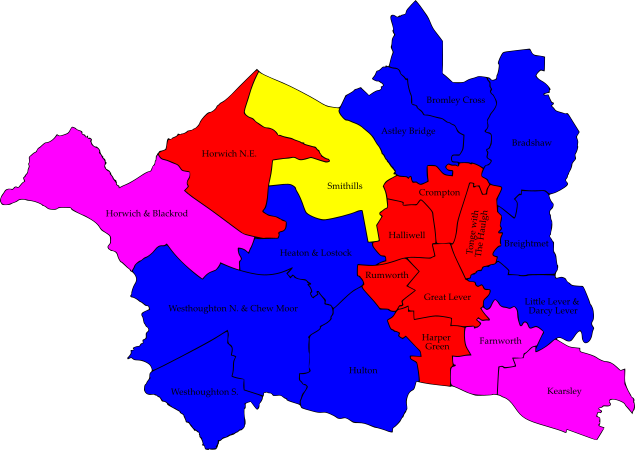 Bromley Cross
Astley Bridge
Bradshaw
Horwich N.E.
Smithills
Crompton
Horwich & Blackrod
Halliwell
Tonge with
The Haulgh
Breightmet
Heaton & Lostock
Rumworth
Great Lever
Little Lever &
Darcy Lever
Westhoughton N. & Chew Moor
Harper
Green
Farnworth
Hulton
Kearsley
Westhoughton S.